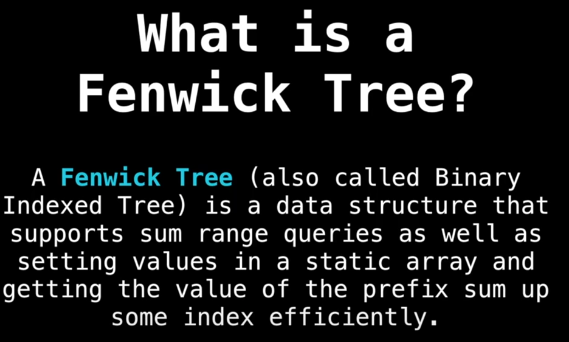 What is a
Fenwick Tree?
A Fenwick Tree (also called Binary
Indexed Tree) is a data structure that
supports sum range queries as well as
setting values in a static array and
getting the value of the prefix sum up
some index efficiently.